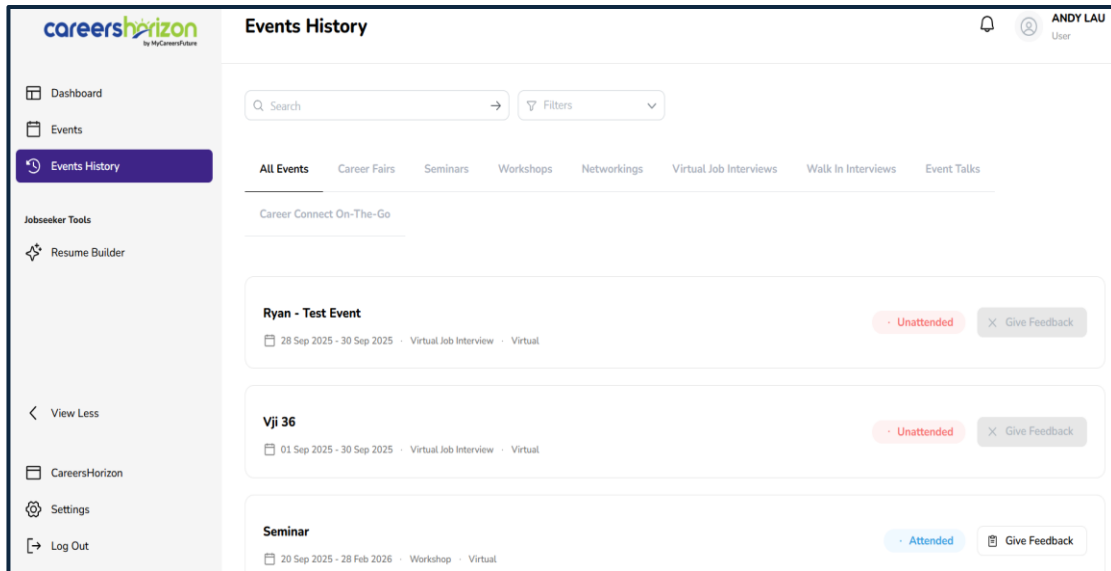 careershorizon
by MyCareersFuture
Events History
ANDY LAU
User
Dashboard
Events
Events History
Jobseeker Tools
Resume Builder
View Less
CareersHorizon
Settings
Log Out
Search
Filters
All Events Career Fairs Seminars Workshops Networkings Virtual Job Interviews Walk In Interviews Event Talks
Career Connect On-The-Go
Ryan - Test Event
28 Sep 2025 - 30 Sep 2025 · Virtual Job Interview · Virtual
· Unattended
Give Feedback
Vji 36
01 Sep 2025 - 30 Sep 2025 · Virtual Job Interview · Virtual
· Unattended
Give Feedback
Seminar
20 Sep 2025 - 28 Feb 2026 · Workshop · Virtual
· Attended
Give Feedback